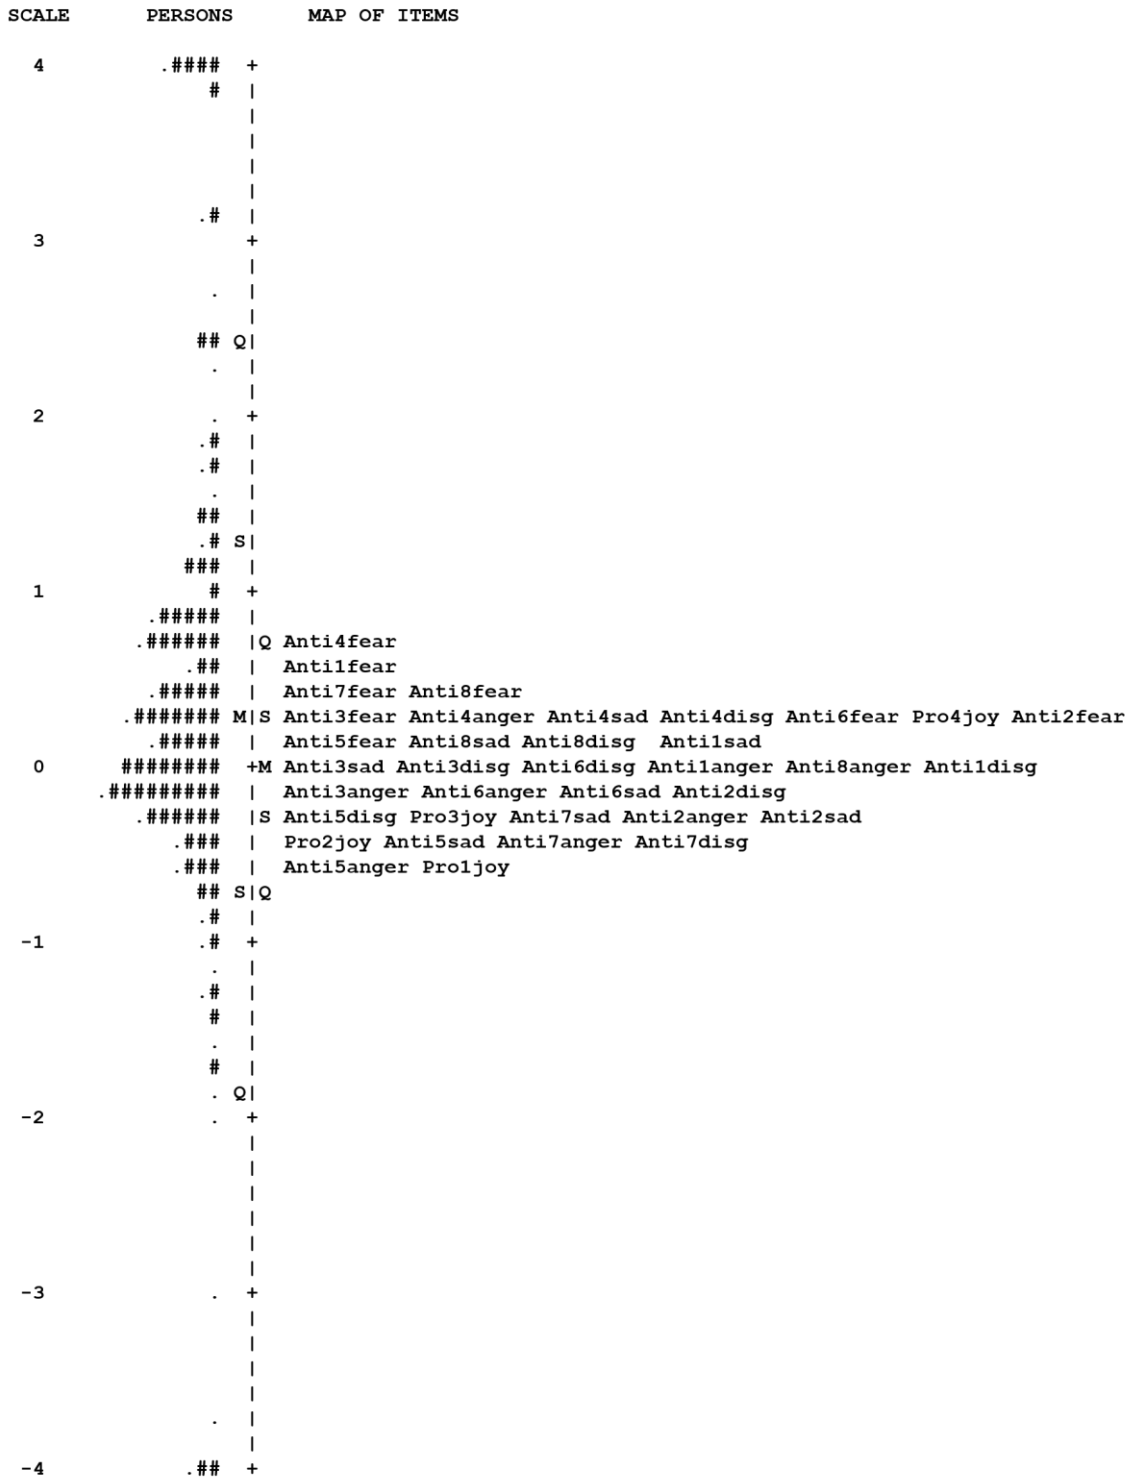 SCALE PERSONS MAP OF ITEMS
4 .#### +
# |
|
|
|
|
.# |
3 +
|
. |
|
## Q|
. |
|
2 . +
.# |
.# |
. |
## |
.# S|
### |
1 # +
.##### |
.###### |Q Anti4fear
.## | Anti1fear
.##### | Anti7fear Anti8fear
.####### M|S Anti3fear Anti4anger Anti4sad Anti4disg Anti6fear Pro4joy Anti2fear
.##### | Anti5fear Anti8sad Anti8disg Anti1sad
0 ######## +M Anti3sad Anti3disg Anti6disg Anti1anger Anti8anger Anti1disg
.######### | Anti3anger Anti6anger Anti6sad Anti2disg
.###### |S Anti5disg Pro3joy Anti7sad Anti2anger Anti2sad
.### | Pro2joy Anti5sad Anti7anger Anti7disg
.### | Anti5anger Pro1joy
## S|Q
.# |
-1 .# +
. |
.# |
# |
. |
# |
. Q|
-2 . +
|
|
|
|
|
|
-3 . +
|
|
|
|
. |
|
-4 .## +